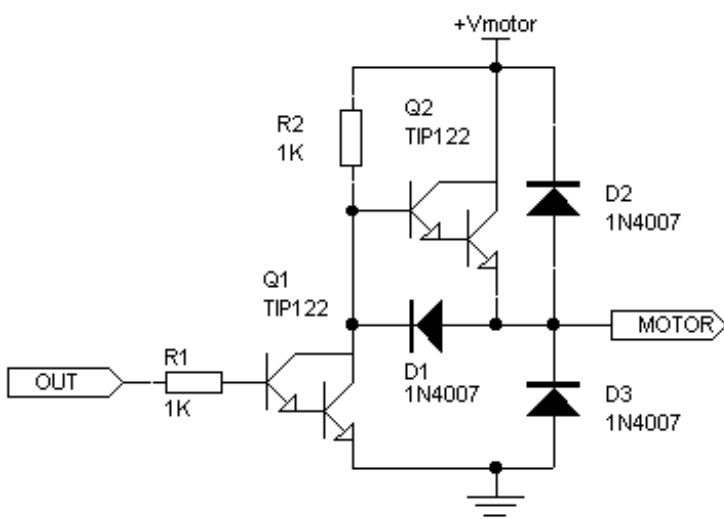 +Vmotor
R2
1K
Q2
TIP122
D2
1N4007
Q1
TIP122
MOTOR
OUT
R1
1K
D1
1N4007
D3
1N4007